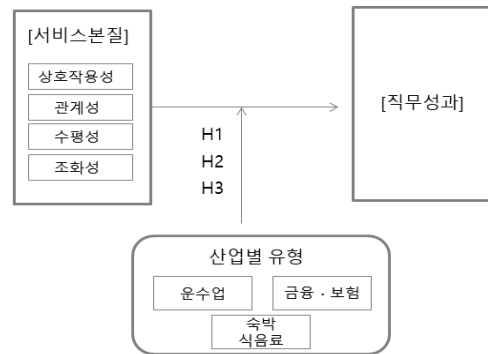 [서비스본질]
상호작용성
관계성
수평성
조화성
[직무성과]
H1
H2
H3
산업별 유형
운수업
금융 · 보험
숙박
식음료